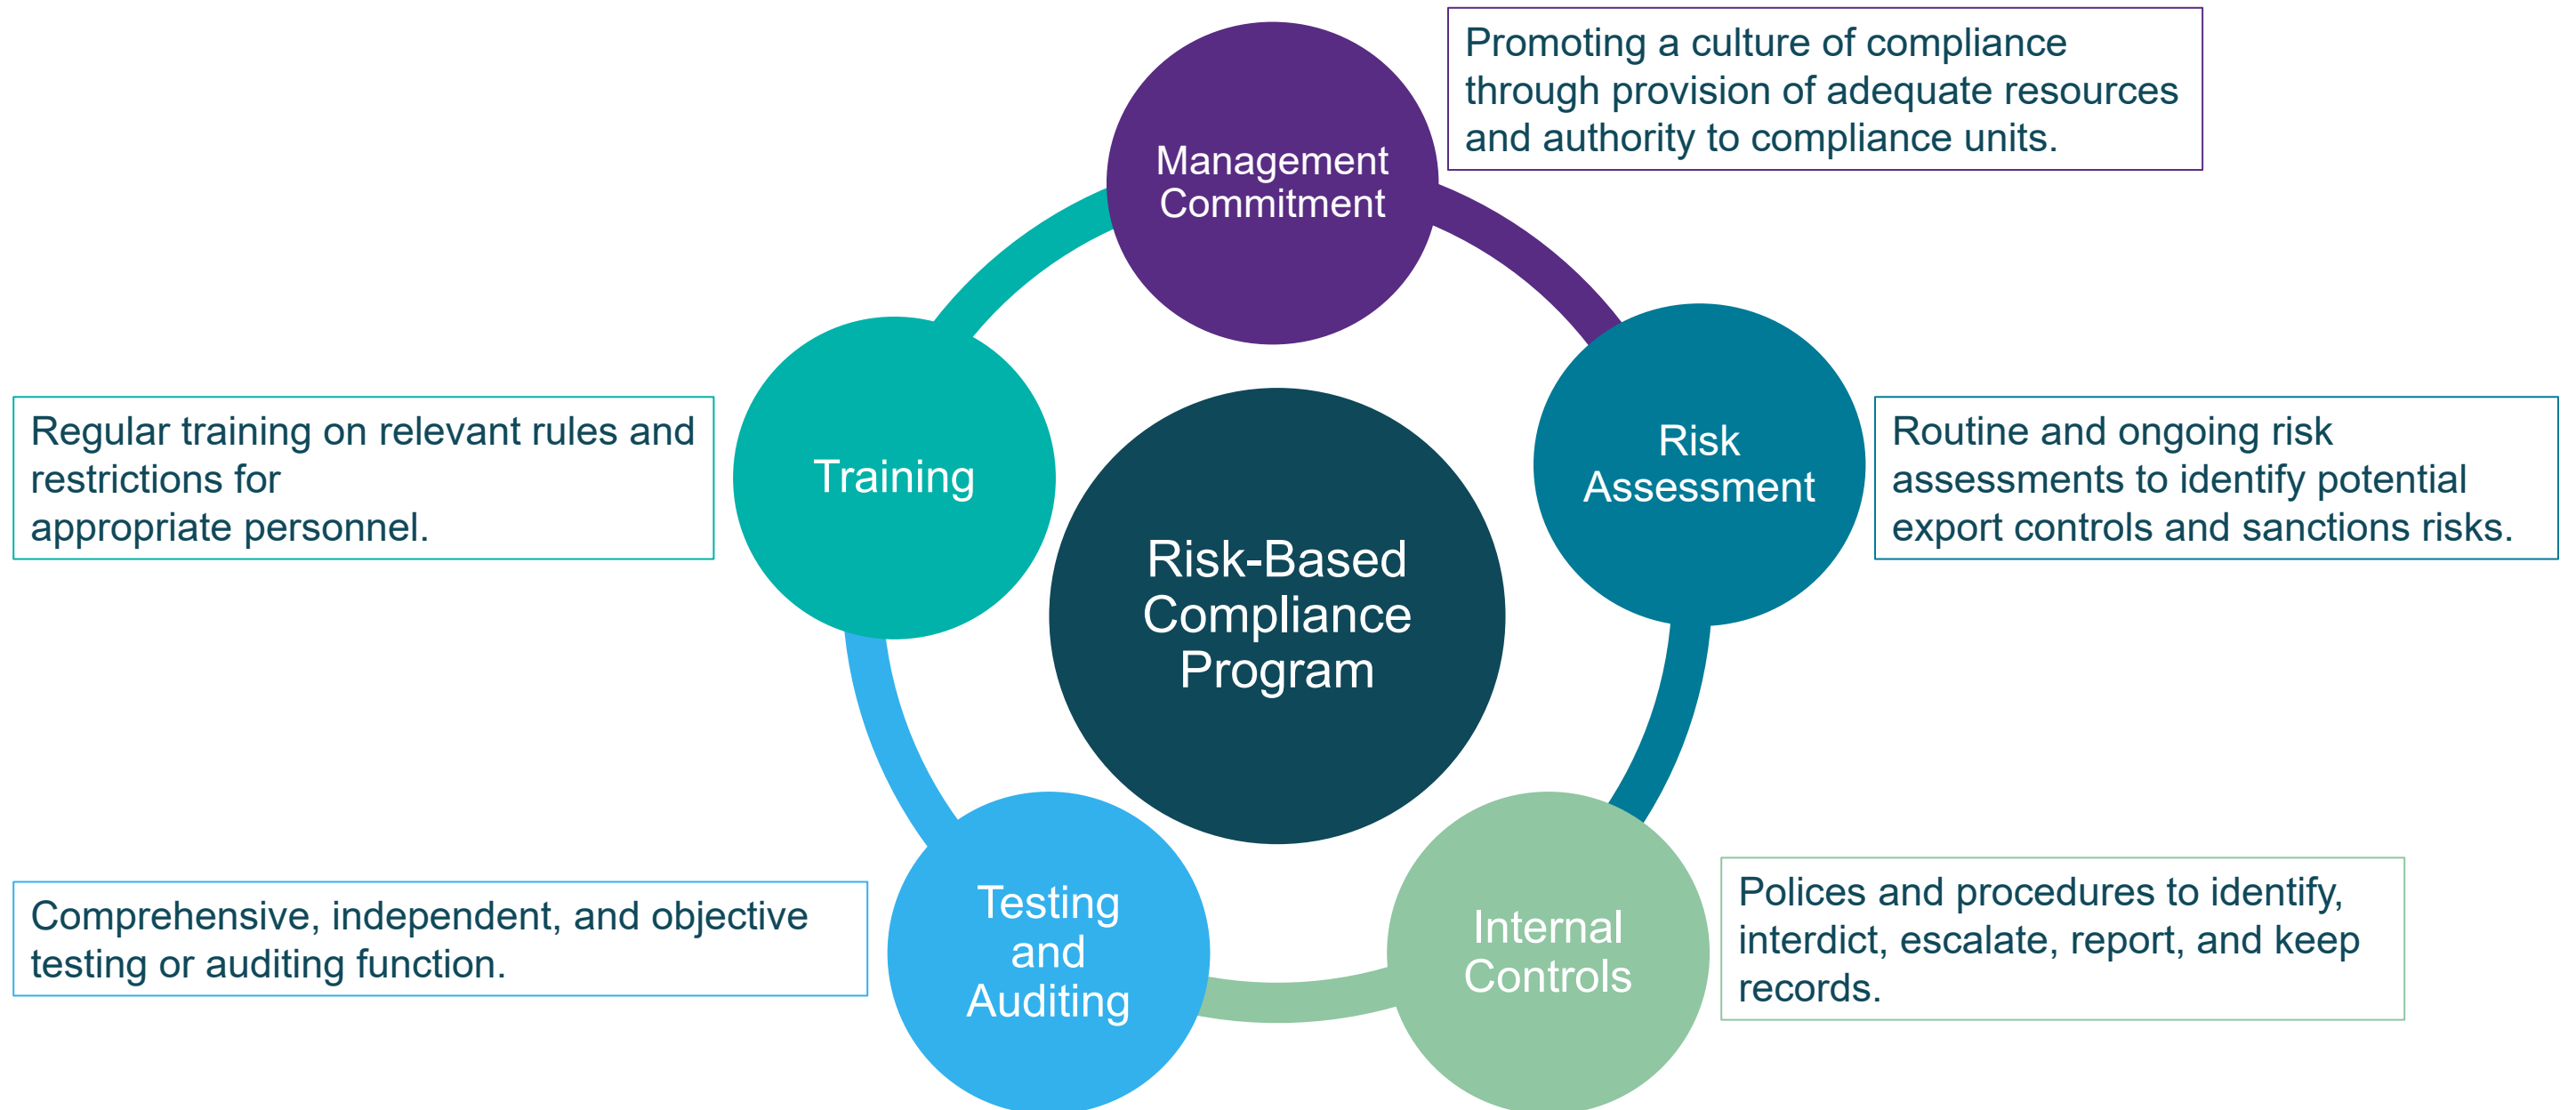 Promoting a culture of compliance
through provision of adequate resources
and authority to compliance units.
Management
Commitment
Regular training on relevant rules and
restrictions for
appropriate personnel.
Training
Risk
Assessment
Routine and ongoing risk
assessments to identify potential
export controls and sanctions risks.
Risk-Based
Compliance
Program
Comprehensive, independent, and objective
testing or auditing function.
Testing
and
Auditing
Internal
Controls
Polices and procedures to identify,
interdict, escalate, report, and keep
records.